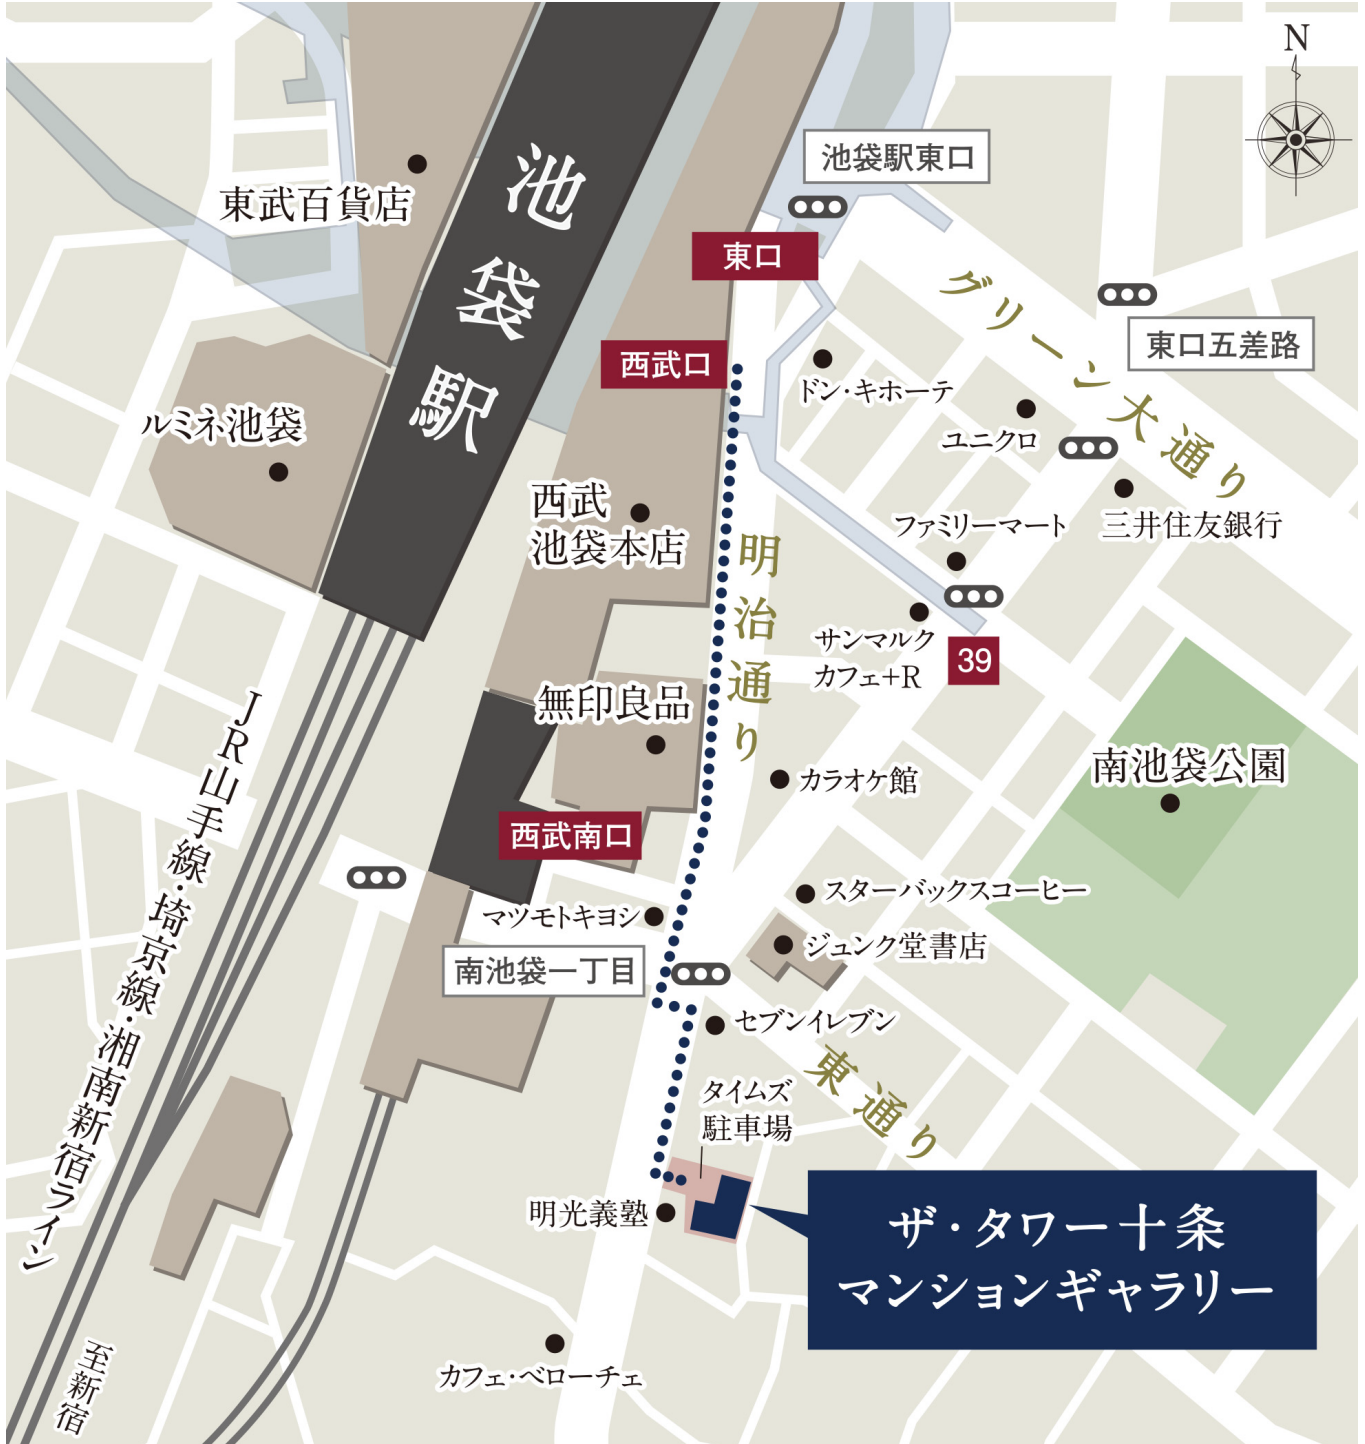 N
池袋駅東口
池袋駅
東武百貨店
東口
グリーン大通り
東口五差路
西武口
ドン・キホーテ
ルミネ池袋
ユニクロ
西武
池袋本店
三井住友銀行
ファミリーマート
明治通り
サンマルク
カフェ+R
39
無印良品
JR山手線・埼京線・湘南新宿ライン
南池袋公園
カラオケ館
西武南口
スターバックスコーヒー
マツモトキヨシ
ジュンク堂書店
南池袋一丁目
セブンイレブン
東通り
タイムズ
駐車場
明光義塾
ザ・タワー十条
マンションギャラリー
カフェ・ベローチェ
至新宿